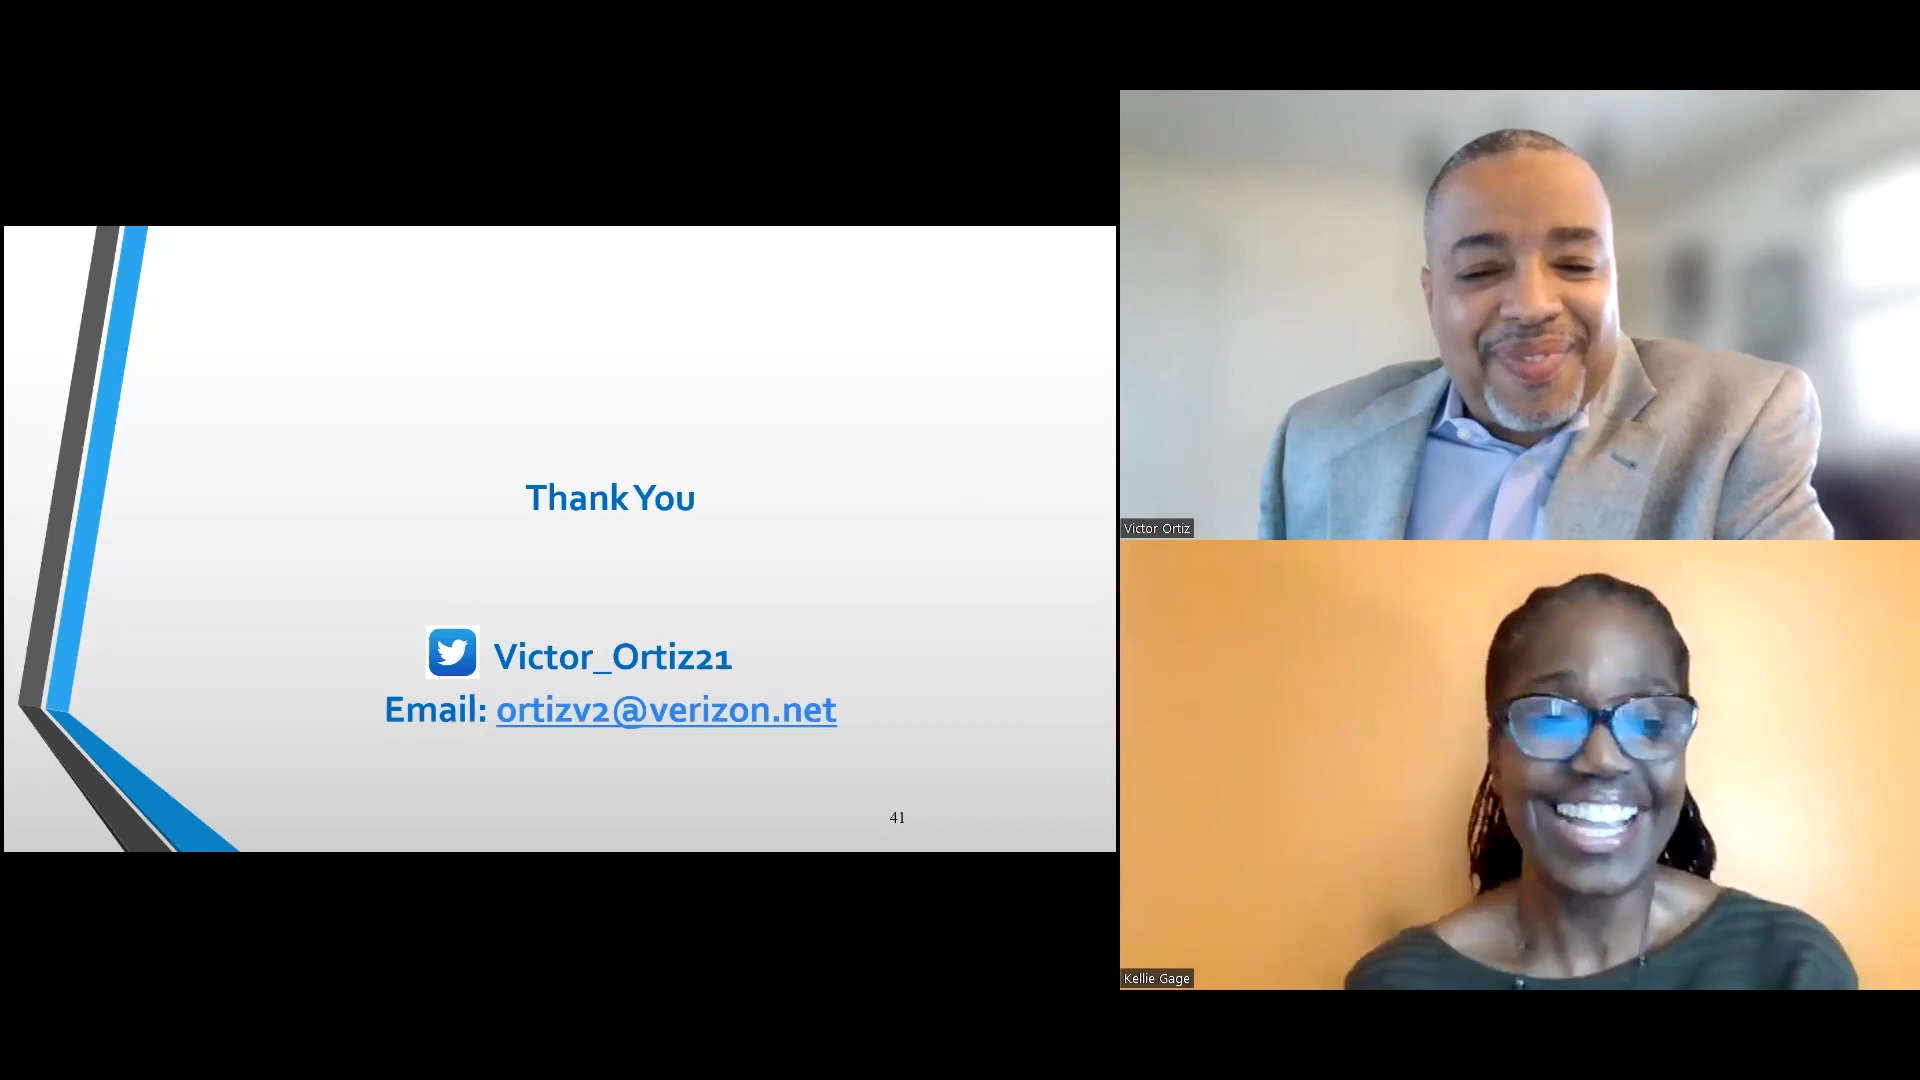 Thank You
Victor_Ortiz21
Email: ortizv2@verizon.net
41
Victor Ortiz
Kellie Gage